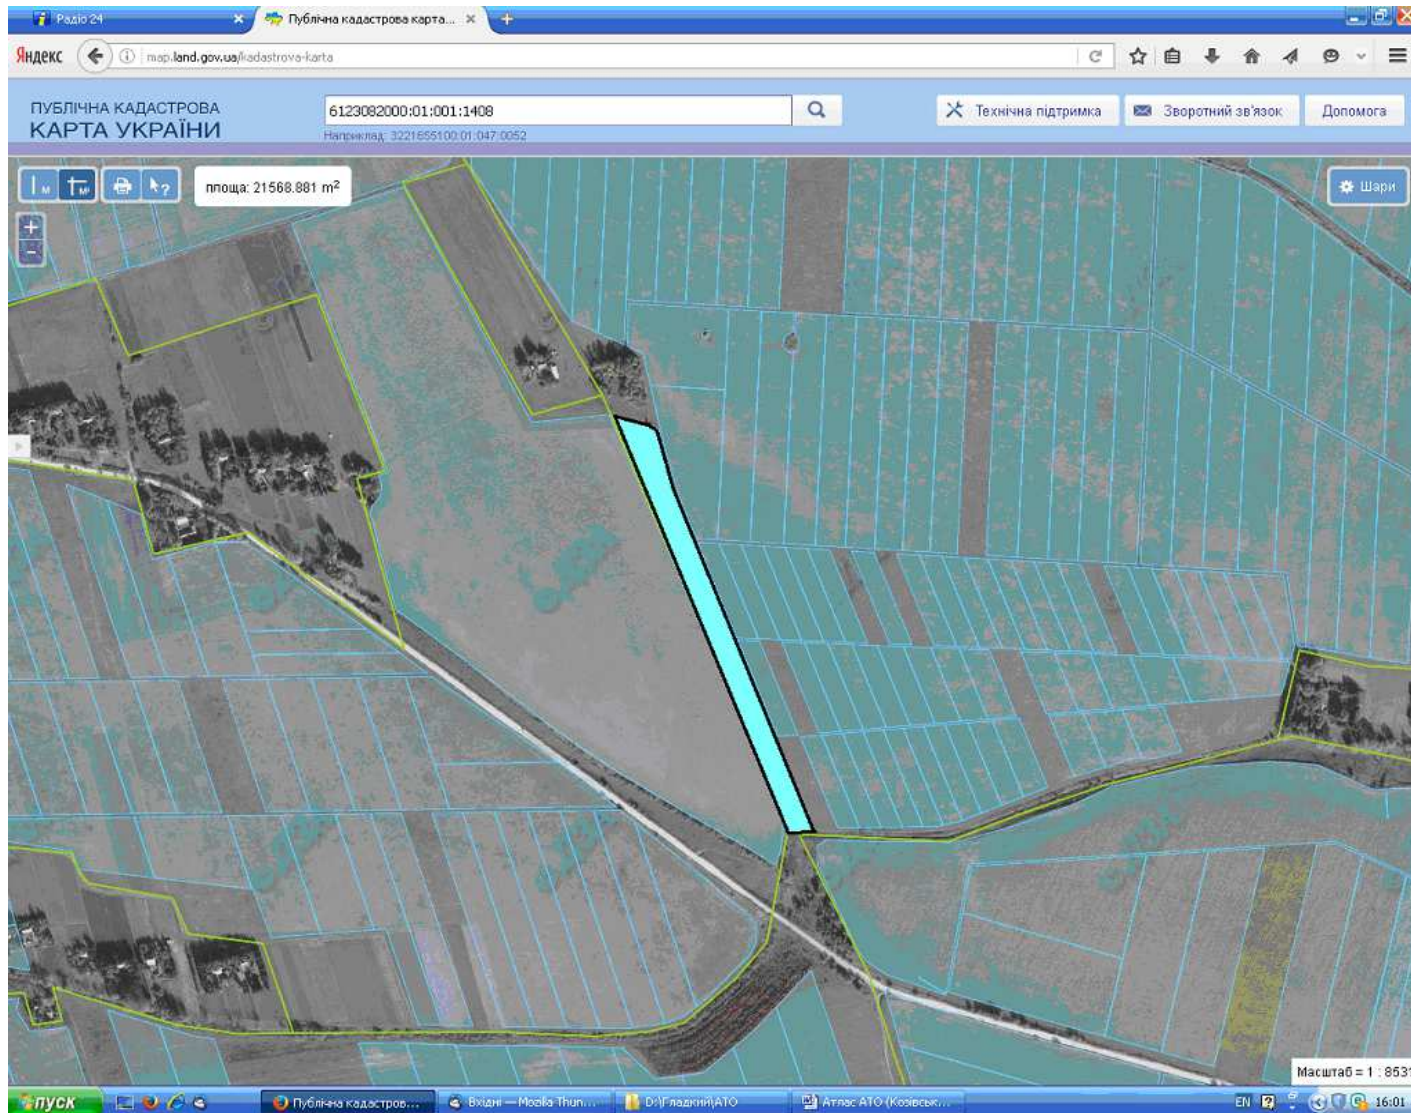 Радіо 24
Публічна кадастрова карта...
Яндекс
map.land.gov.ua/kadastrova-karta
ПУБЛІЧНА КАДАСТРОВА
КАРТА УКРАЇНИ
6123082000:01:001:1408
Наприклад: 3221655100:01:047:0052
Технічна підтримка
Зворотний зв'язок
Допомога
М
М²
площа: 21568.881 m²
Шари
Масштаб = 1 : 8531
пуск
Публічна кадастров...
Вхідні — Mozilla Thun...
D:\Гладкий\АТО
Атлас АТО (Козівськ...
EN
16:01